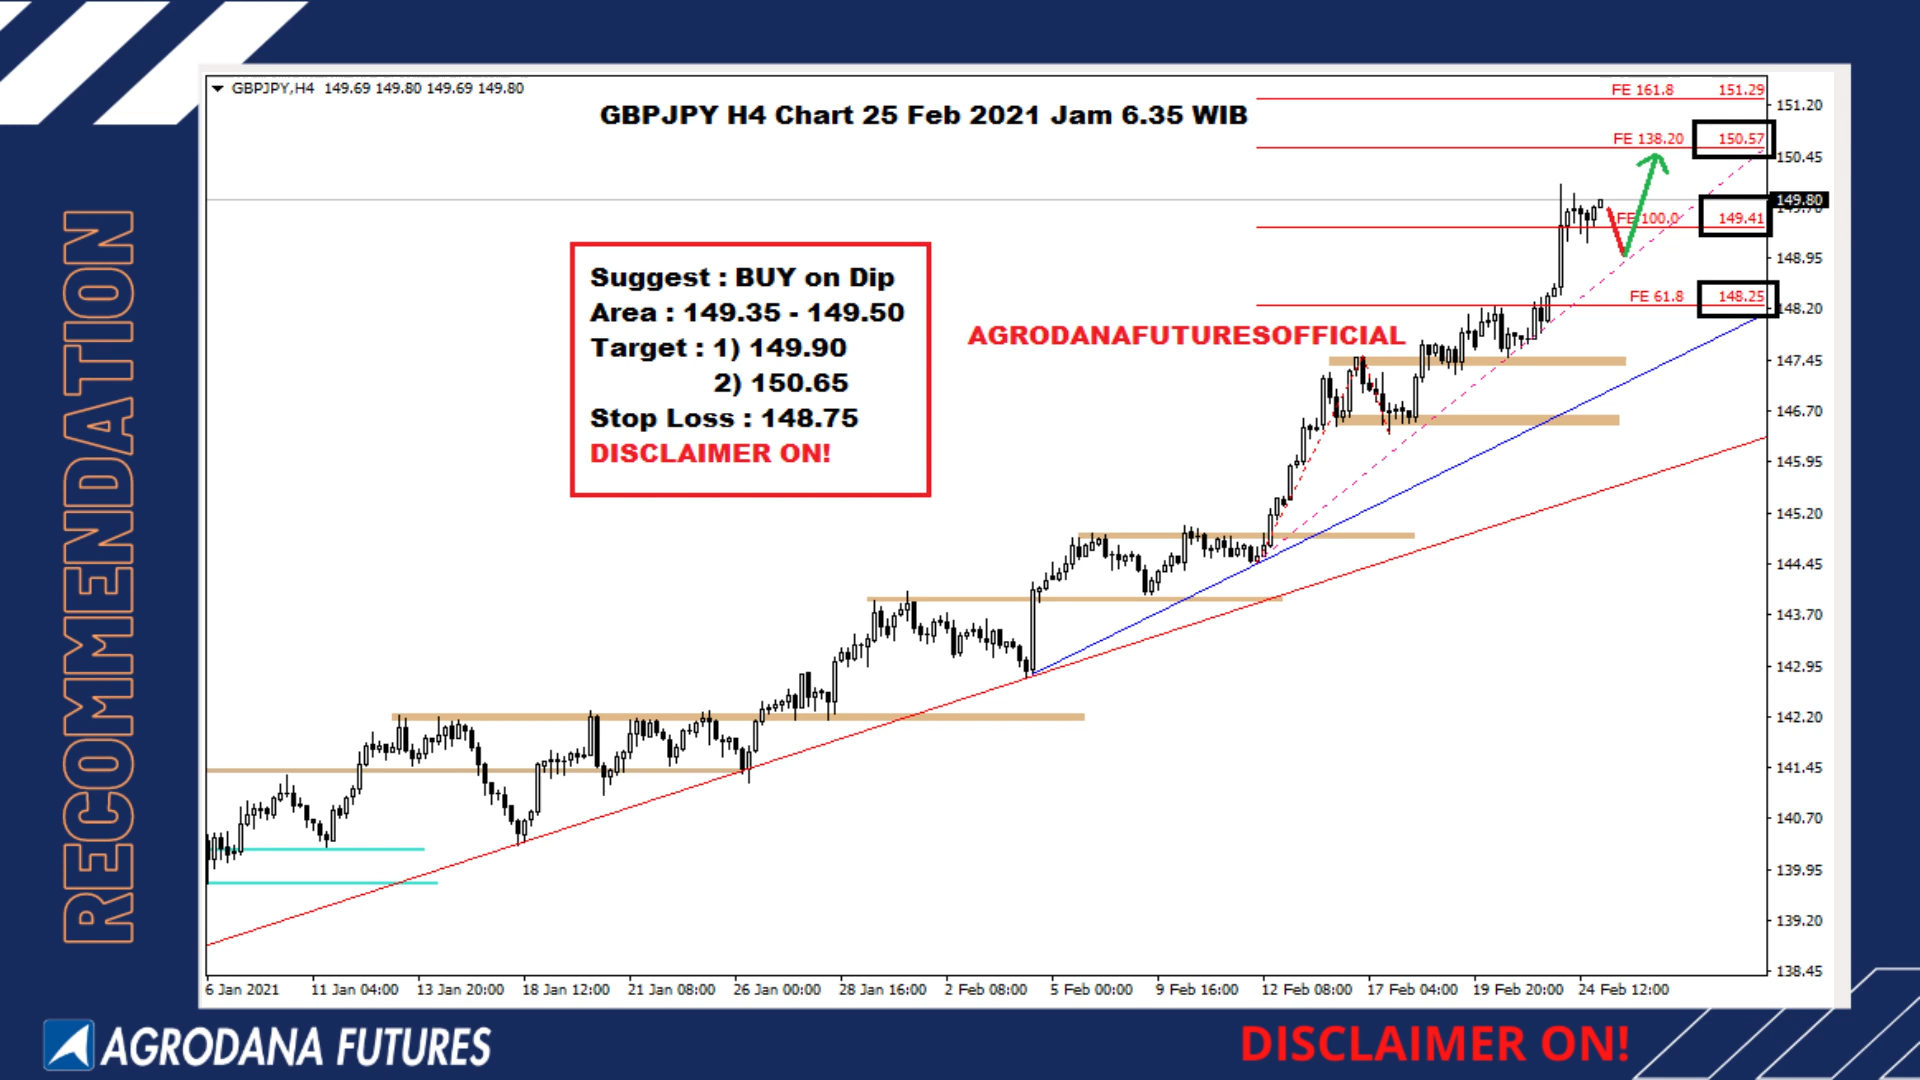 GBPJPY,H4 149.69 149.80 149.69 149.80
GBPJPY H4 Chart 25 Feb 2021 Jam 6.35 WIB
FE 161.8 151.29
FE 138.20 150.57
FE 100.0 149.41
FE 61.8 148.25
Suggest : BUY on Dip
Area : 149.35 - 149.50
Target : 1) 149.90
2) 150.65
Stop Loss : 148.75
DISCLAIMER ON!
AGRODANAFUTURESOFFICIAL
151.20
150.45
149.80
149.70
148.95
148.20
147.45
146.70
145.95
145.20
144.45
143.70
142.95
142.20
141.45
140.70
139.95
139.20
138.45
6 Jan 2021 11 Jan 04:00 13 Jan 20:00 18 Jan 12:00 21 Jan 08:00 26 Jan 00:00 28 Jan 16:00 2 Feb 08:00 5 Feb 00:00 9 Feb 16:00 12 Feb 08:00 17 Feb 04:00 19 Feb 20:00 24 Feb 12:00
RECOMMENDATION
AGRODANA FUTURES
DISCLAIMER ON!